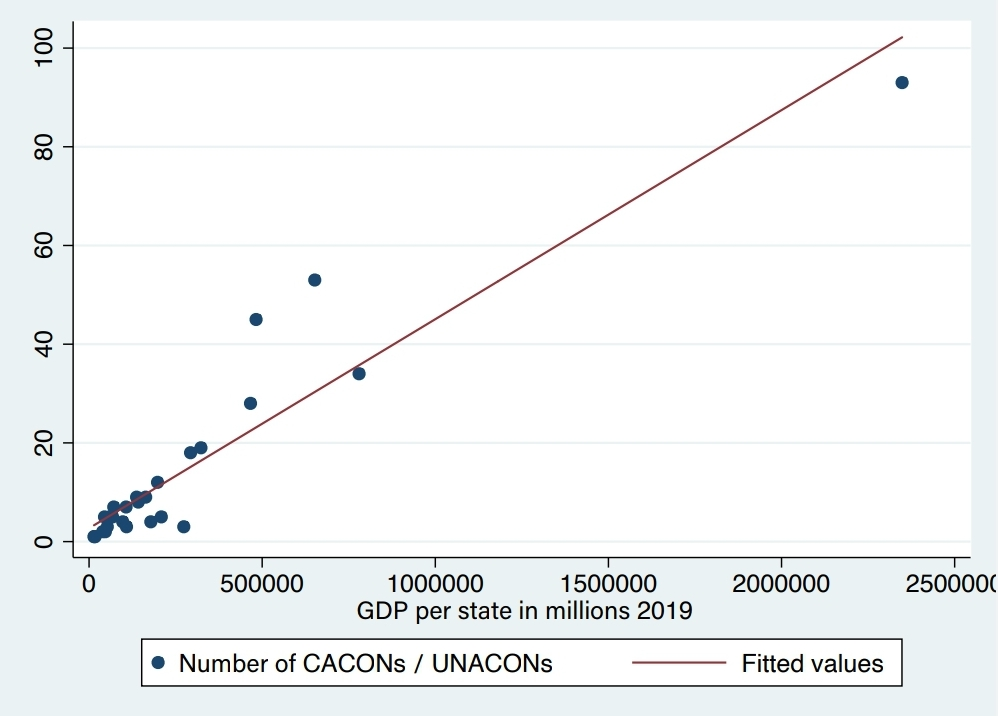 100
80
60
40
20
0
0 500000 1000000 1500000 2000000 2500000
GDP per state in millions 2019
Number of CACONs / UNACONs Fitted values